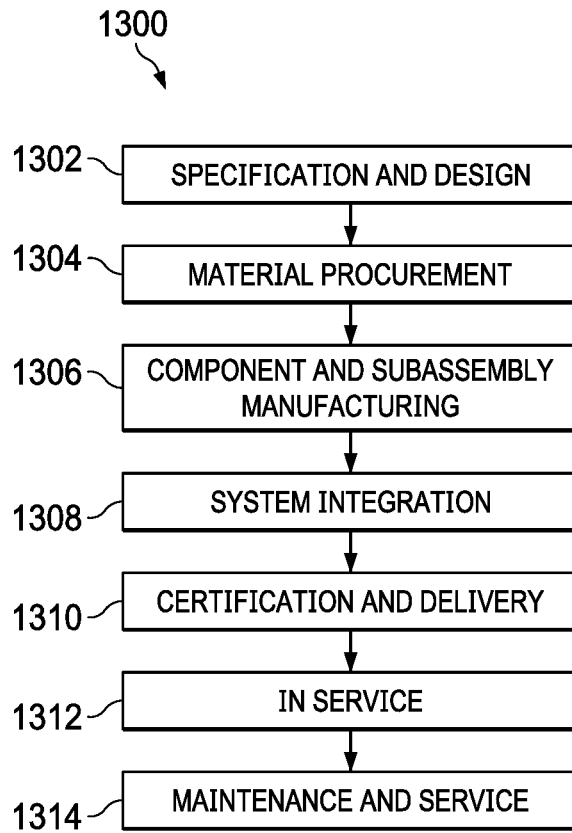 1300
1302
SPECIFICATION AND DESIGN
1304
MATERIAL PROCUREMENT
1306
COMPONENT AND SUBASSEMBLY
MANUFACTURING
1308
SYSTEM INTEGRATION
1310
CERTIFICATION AND DELIVERY
1312
IN SERVICE
1314
MAINTENANCE AND SERVICE